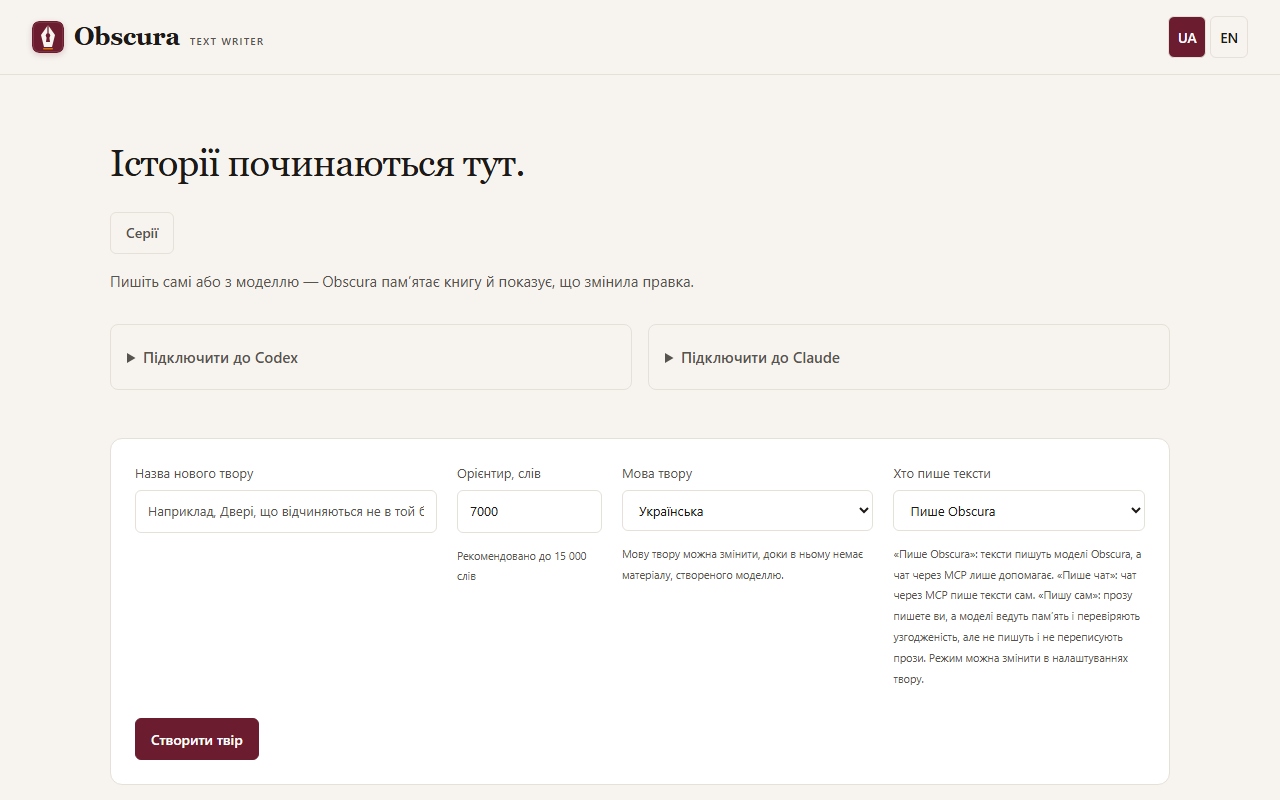 Obscura TEXT WRITER
UA EN
Історії починаються тут.
Серії
Пишіть самі або з моделлю — Obscura пам’ятає книгу й показує, що змінила правка.
Підключити до Codex
Підключити до Claude
Назва нового твору
Наприклад, Двері, що відчиняються не в той б
Орієнтир, слів
7000
Рекомендовано до 15 000
слів
Мова твору
Українська
Мову твору можна змінити, доки в ньому немає
матеріалу, створеного моделлю.
Хто пише тексти
Пише Obscura
«Пише Obscura»: тексти пишуть моделі Obscura, а
чат через MCP лише допомагає. «Пише чат»: чат
через MCP пише тексти сам. «Пишу сам»: прозу
пишете ви, а моделі ведуть пам’ять і перевіряють
узгодженість, але не пишуть і не переписують
прози. Режим можна змінити в налаштуваннях
твору.
Створити твір